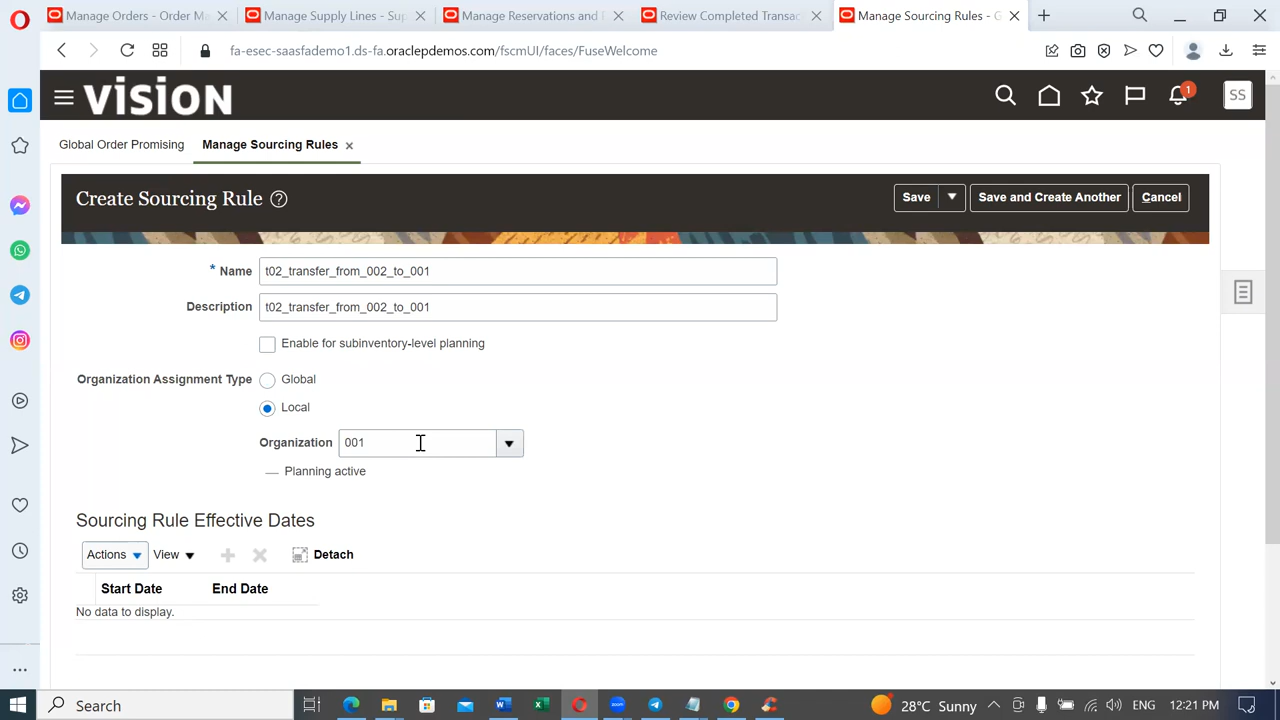 Manage Orders - Order Ma
Manage Supply Lines - Sup
Manage Reservations and P
Review Completed Transac
Manage Sourcing Rules - G
fa-esec-saasfademo1.ds-fa.oraclepdemos.com/fscmUI/faces/FuseWelcome
VISION
1
SS
Global Order Promising
Manage Sourcing Rules
Create Sourcing Rule
Save
Save and Create Another
Cancel
* Name t02_transfer_from_002_to_001
Description t02_transfer_from_002_to_001
Enable for subinventory-level planning
Organization Assignment Type Global
Local
Organization 001
Planning active
Sourcing Rule Effective Dates
Actions View Detach
Start Date End Date
No data to display.
Search
28°C Sunny
ENG
12:21 PM